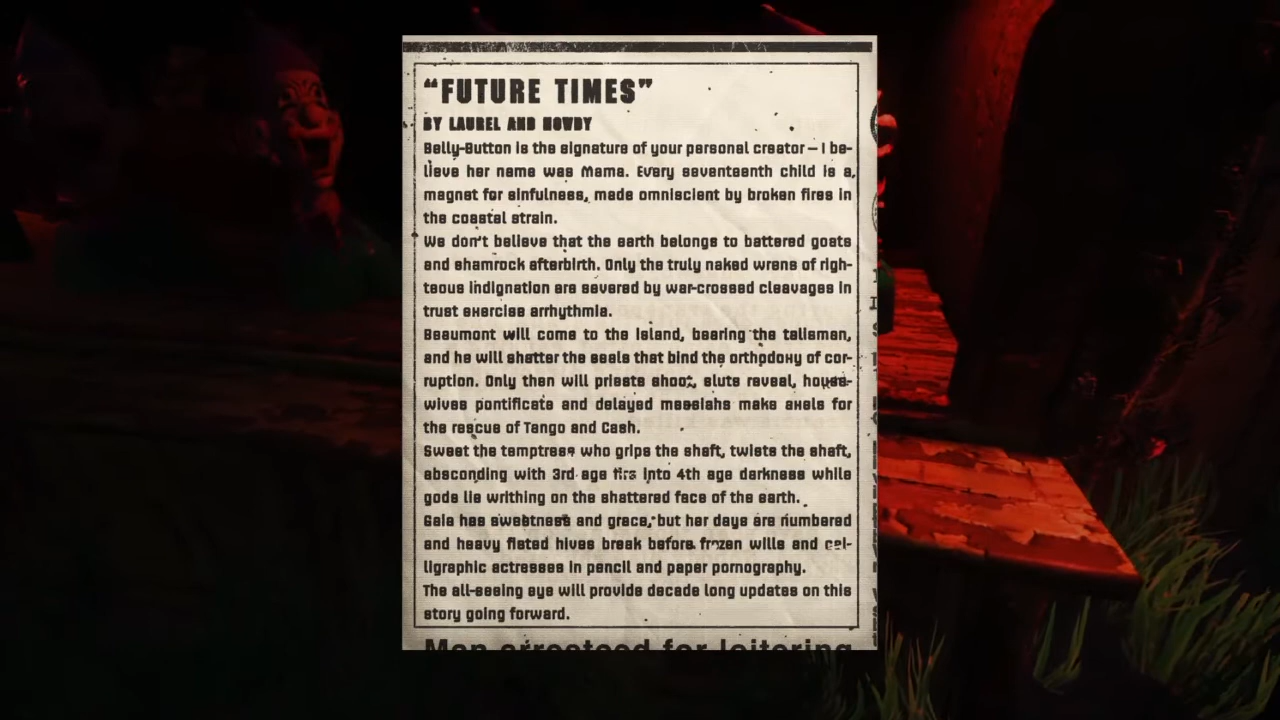 “FUTURE TIMES”
BY LAUREL AND HOWDY
Belly-Button is the signature of your personal creator – I be-
lieve her name was Mama. Every seventeenth child is a
magnet for sinfulness, made omniscient by broken fires in
the coastal strain.
We don't believe that the earth belongs to battered goats
and shamrock afterbirth. Only the truly naked wrens of righ-
teous indignation are severed by war-crossed cleavages in
trust exercise arrhythmia.
Beaumont will come to the island, bearing the talisman,
and he will shatter the seals that bind the orthodoxy of cor-
ruption. Only then will priests shoot, sluts reveal, house-
wives pontificate and delayed messiahs make axels for
the rescue of Tango and Cash.
Sweet the temptress who grips the shaft, twists the shaft,
absconding with 3rd age fire into 4th age darkness while
gods lie writhing on the shattered face of the earth.
Gaia has sweetness and grace, but her days are numbered
and heavy fisted hives break before frozen wills and cal-
ligraphic actresses in pencil and paper pornography.
The all-seeing eye will provide decade long updates on this
story going forward.
Man arrested for loitering